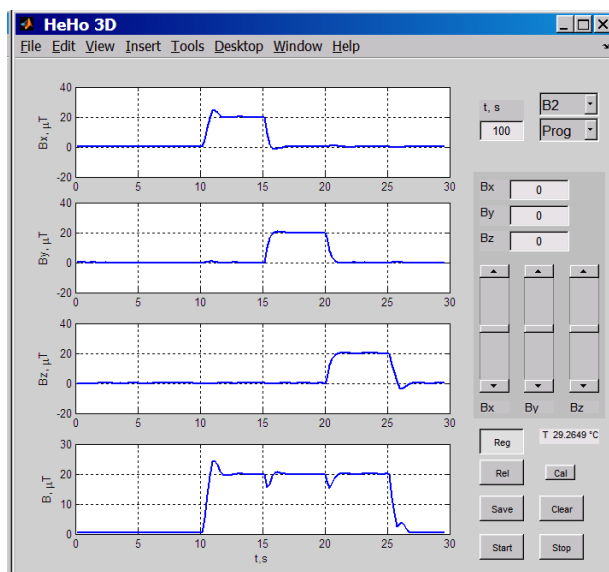 HeHo 3D
File Edit View Insert Tools Desktop Window Help
40
20
0
-20
Bx, μT
0 5 10 15 20 25 30
40
20
0
-20
By, μT
0 5 10 15 20 25 30
40
20
0
-20
Bz, μT
0 5 10 15 20 25 30
30
20
10
0
B, μT
0 5 10 15 20 25 30
t,s
t, s B2
100 Prog
Bx 0
By 0
Bz 0
Bx By Bz
Reg T 29.2649 °C
Rel Cal
Save Clear
Start Stop